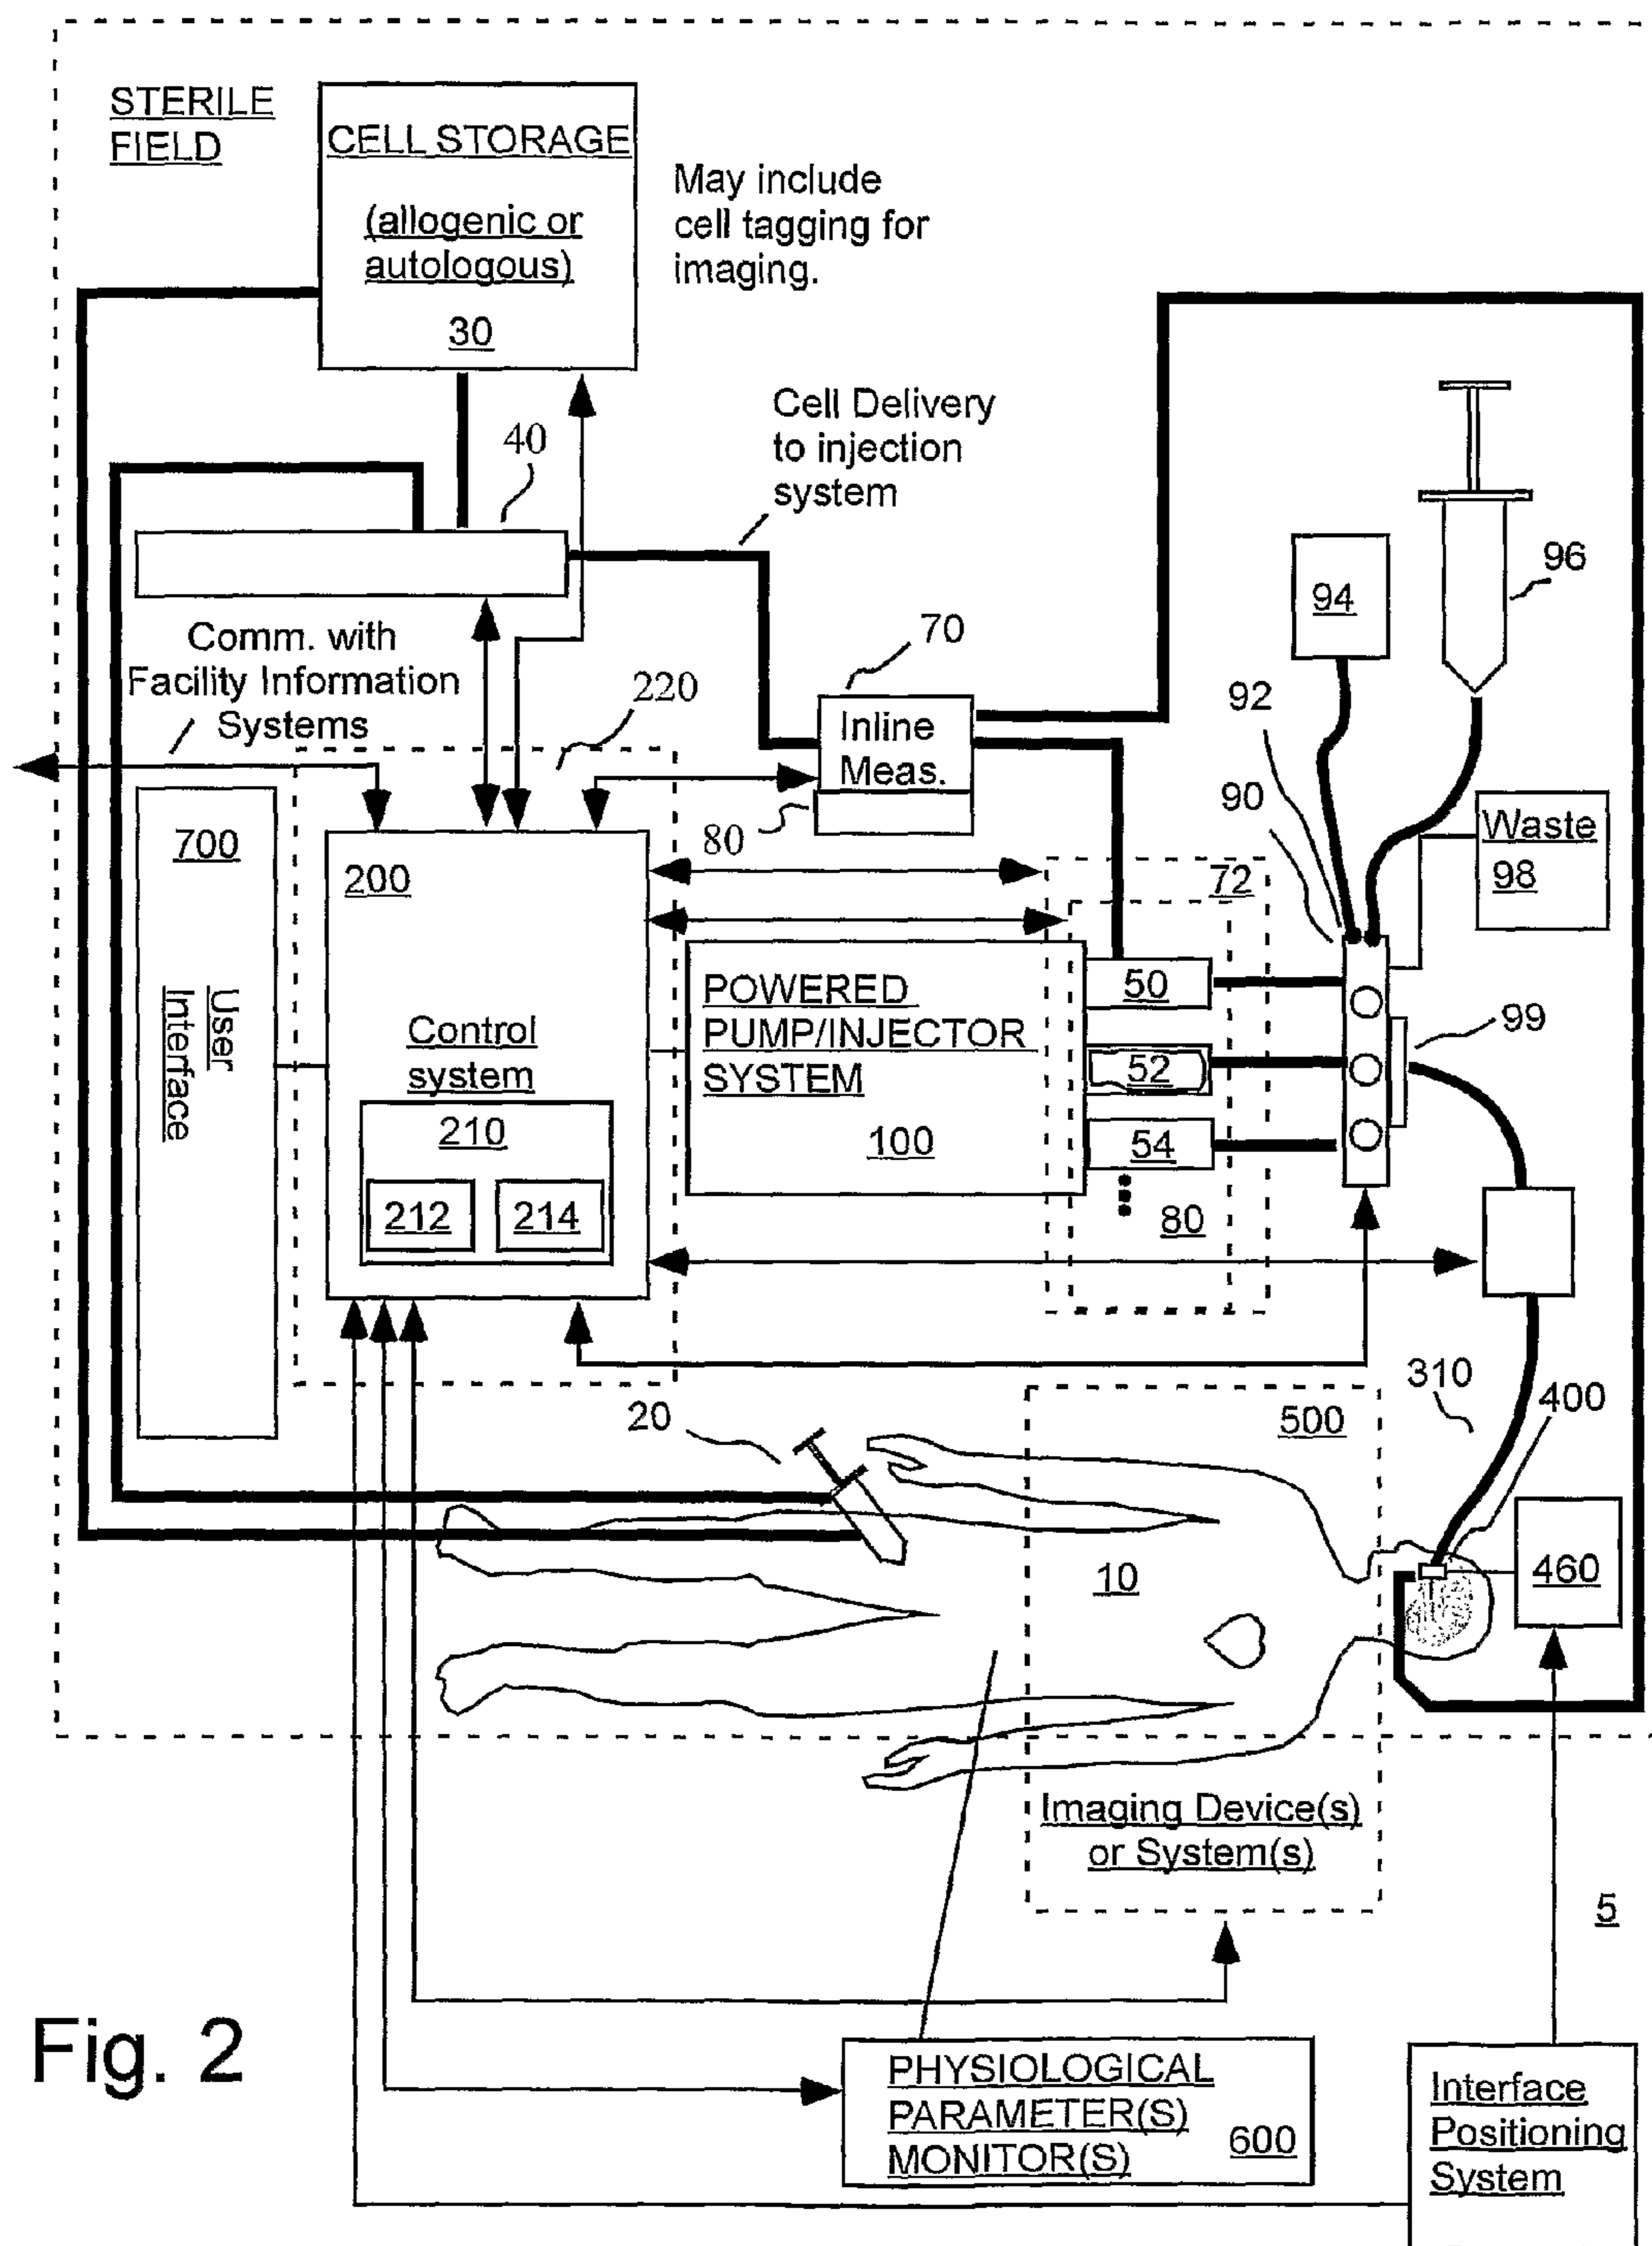 STERILE
FIELD
CELL STORAGE
(allogenic or
autologous)
30
May include
cell tagging for
imaging.
Cell Delivery
to injection
system
40
96
94
Comm. with
Facility Information
Systems
220
70
92
Inline
Meas.
90
80
Waste
98
700
200
72
User
Interface
POWERED
PUMP/INJECTOR
SYSTEM
100
50
52
54
80
99
Control
system
210
212
214
310
400
20
500
10
460
Imaging Device(s)
or System(s)
5
Fig. 2
PHYSIOLOGICAL
PARAMETER(S)
MONITOR(S)
600
Interface
Positioning
System